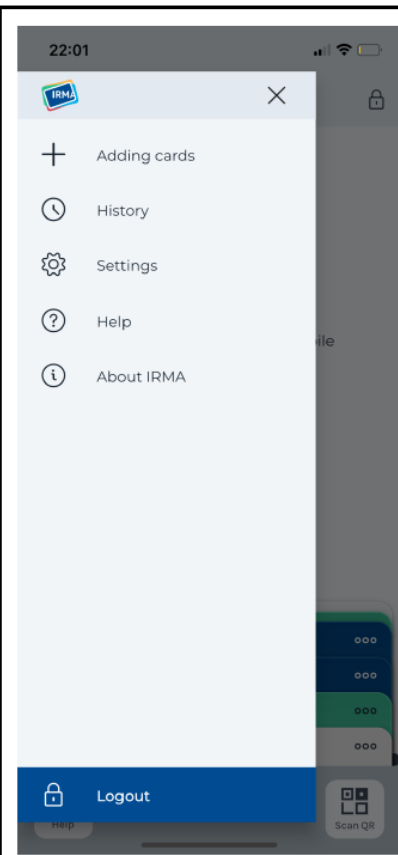 22:01
IRMA
Adding cards
History
Settings
Help
ile
About IRMA
Logout
Help
Scan QR